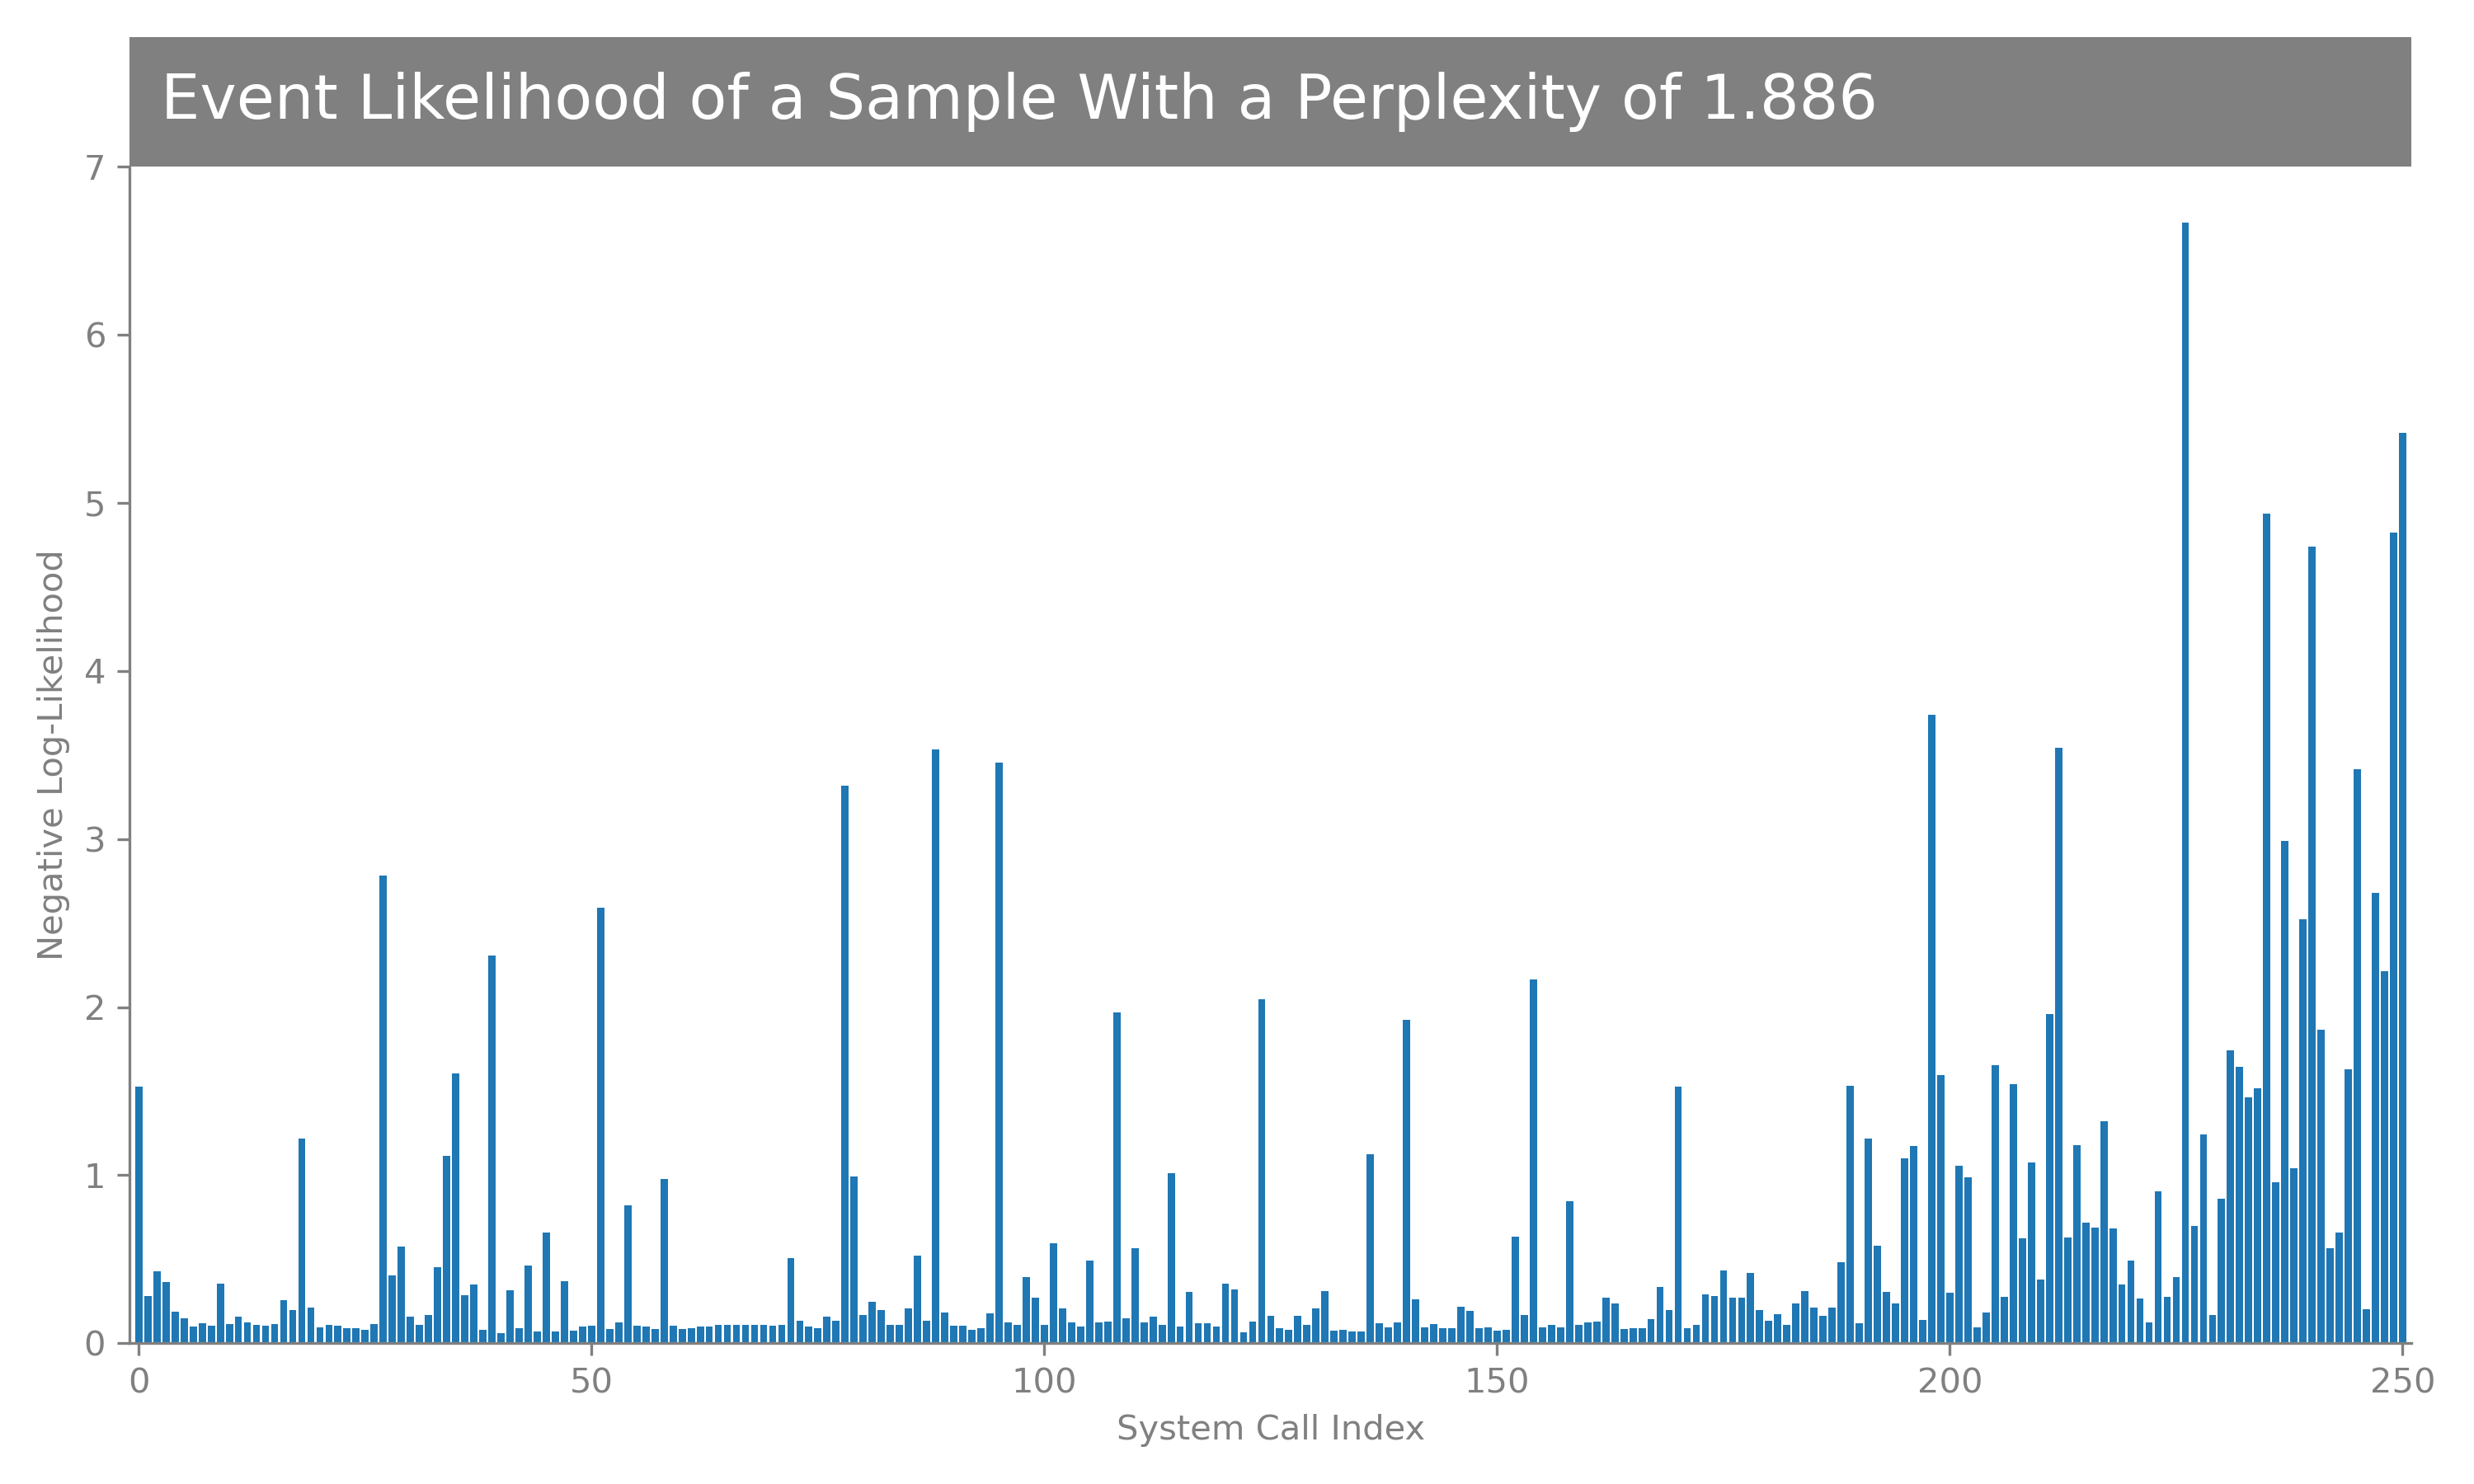 Event Likelihood of a Sample With a Perplexity of 1.886
7
6
5
4
3
2
1
0
Negative Log-Likelihood
0 50 100 150 200 250
System Call Index